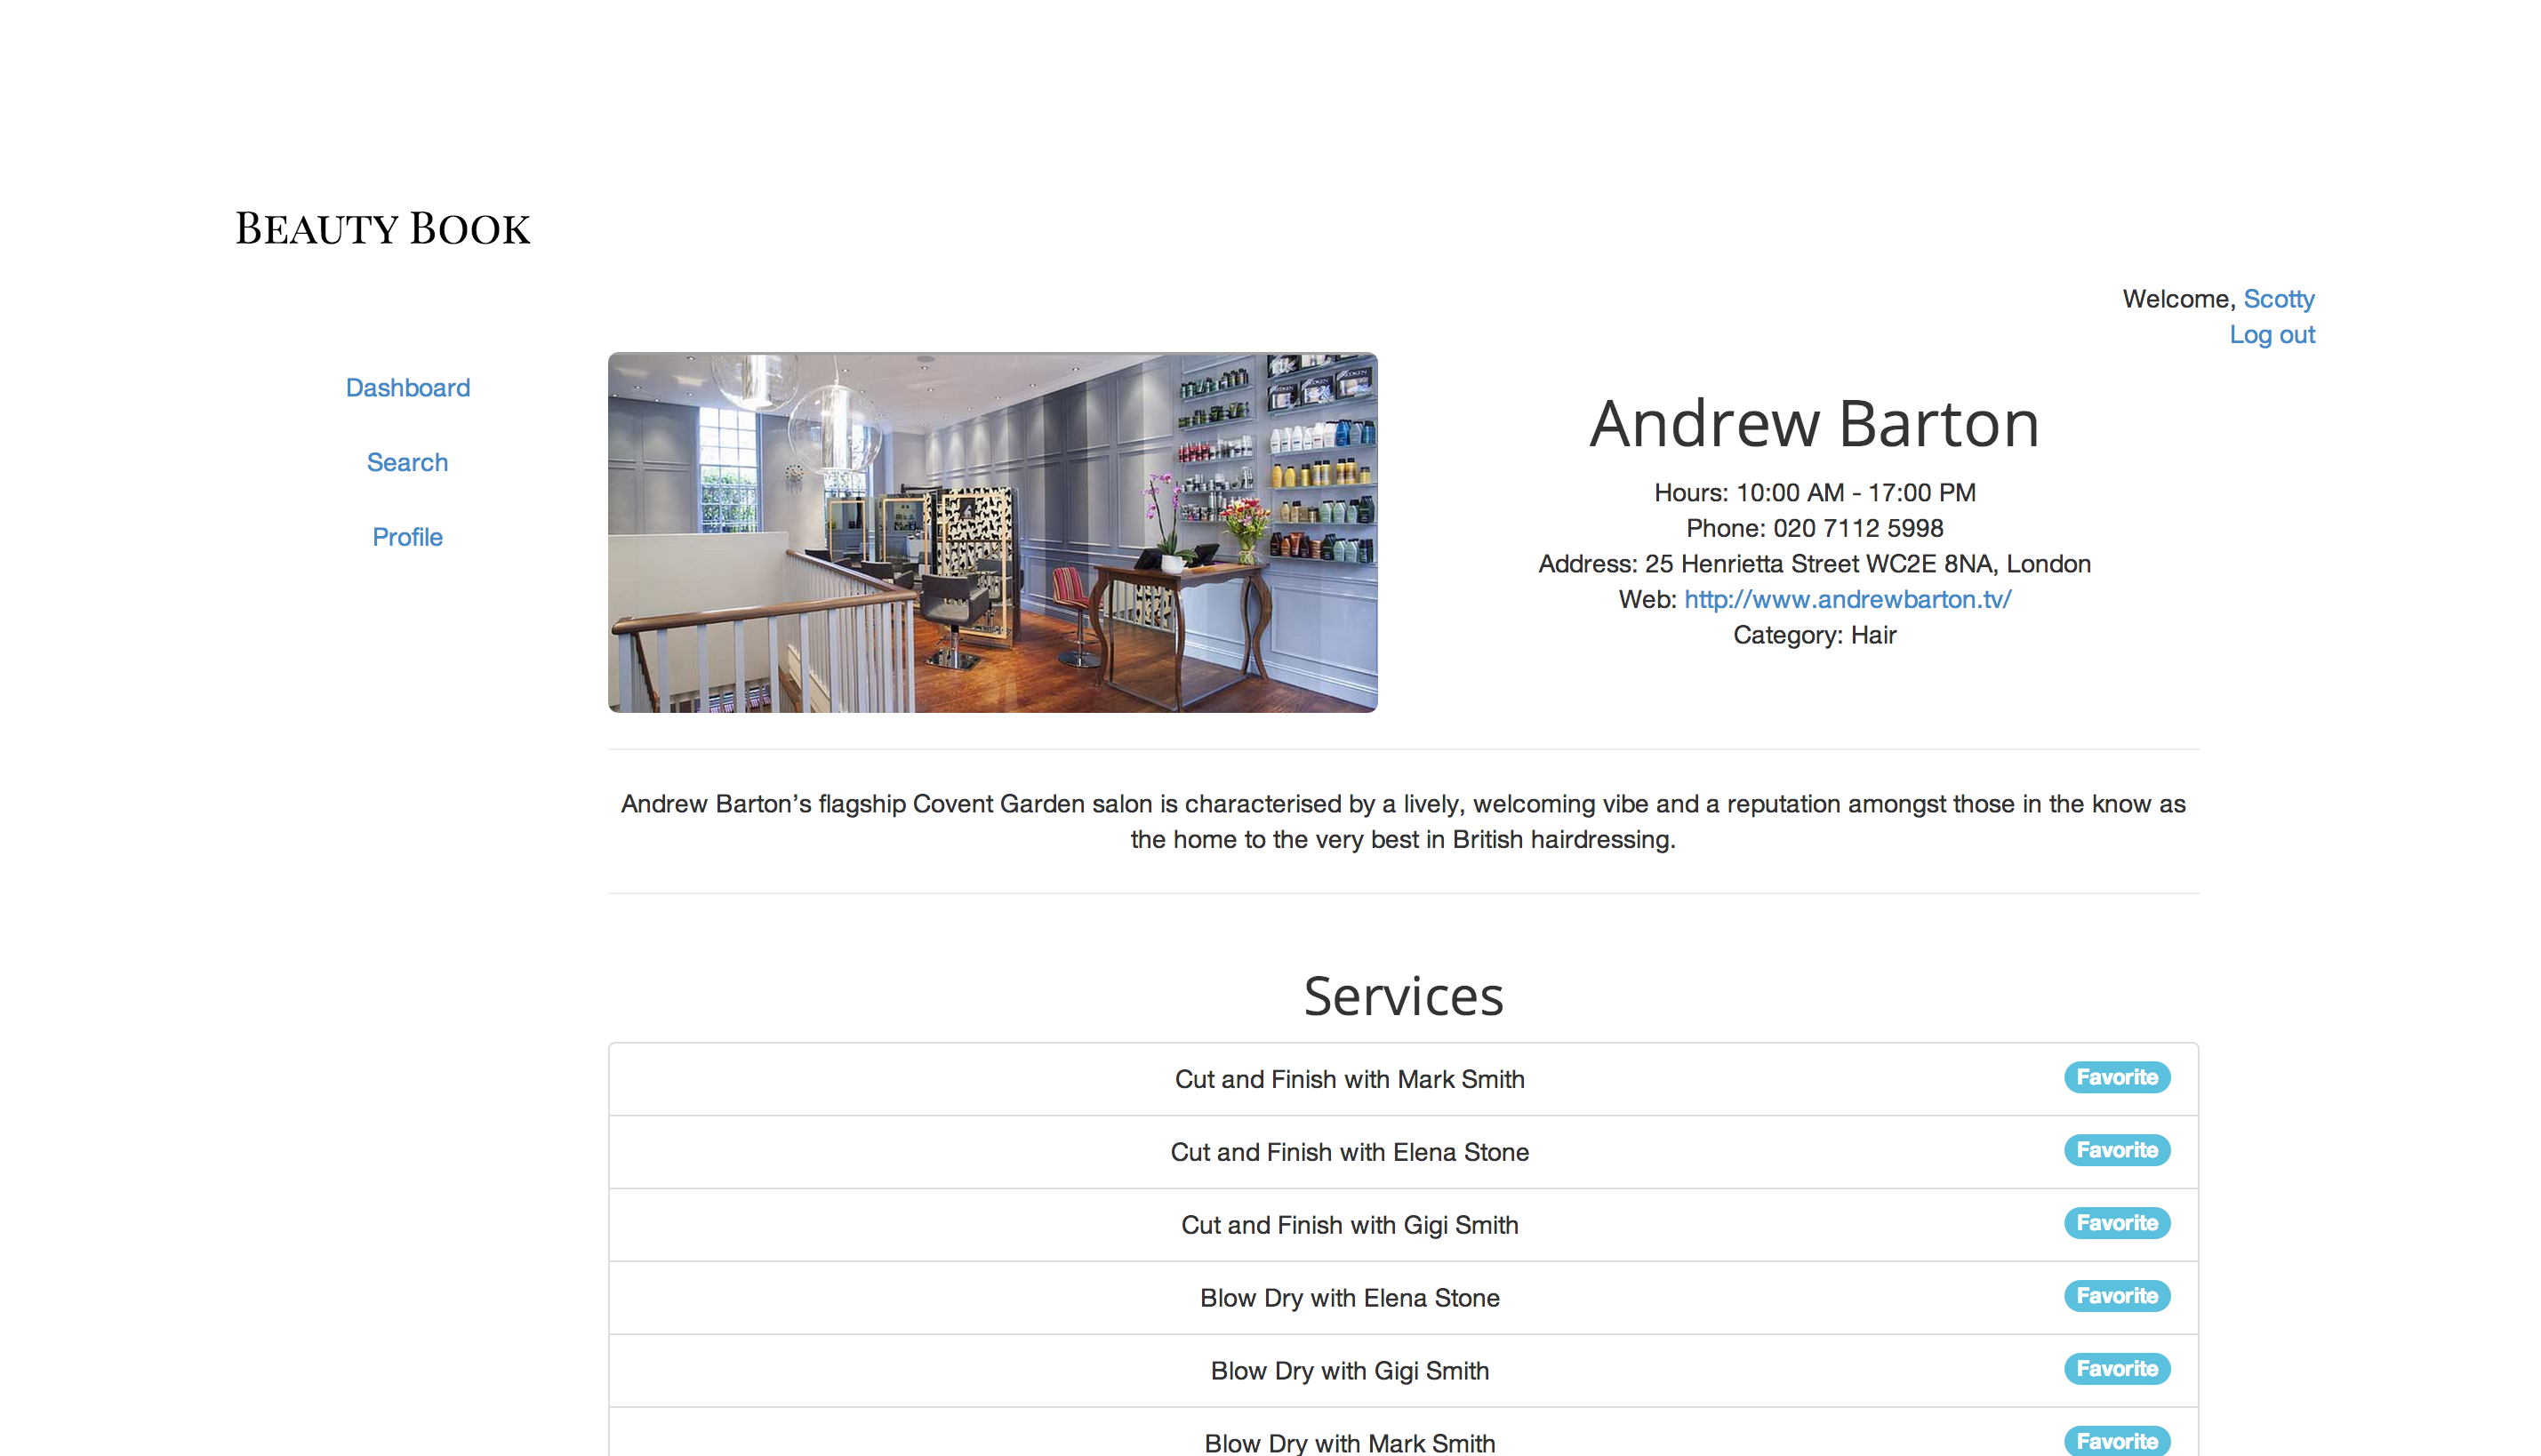 BEAUTY BOOK
Welcome, Scotty
Log out
Dashboard
Search
Profile
Andrew Barton
Hours: 10:00 AM - 17:00 PM
Phone: 020 7112 5998
Address: 25 Henrietta Street WC2E 8NA, London
Web: http://www.andrewbarton.tv/
Category: Hair
Andrew Barton’s flagship Covent Garden salon is characterised by a lively, welcoming vibe and a reputation amongst those in the know as
the home to the very best in British hairdressing.
Services
Cut and Finish with Mark Smith Favorite
Cut and Finish with Elena Stone Favorite
Cut and Finish with Gigi Smith Favorite
Blow Dry with Elena Stone Favorite
Blow Dry with Gigi Smith Favorite
Blow Dry with Mark Smith Favorite